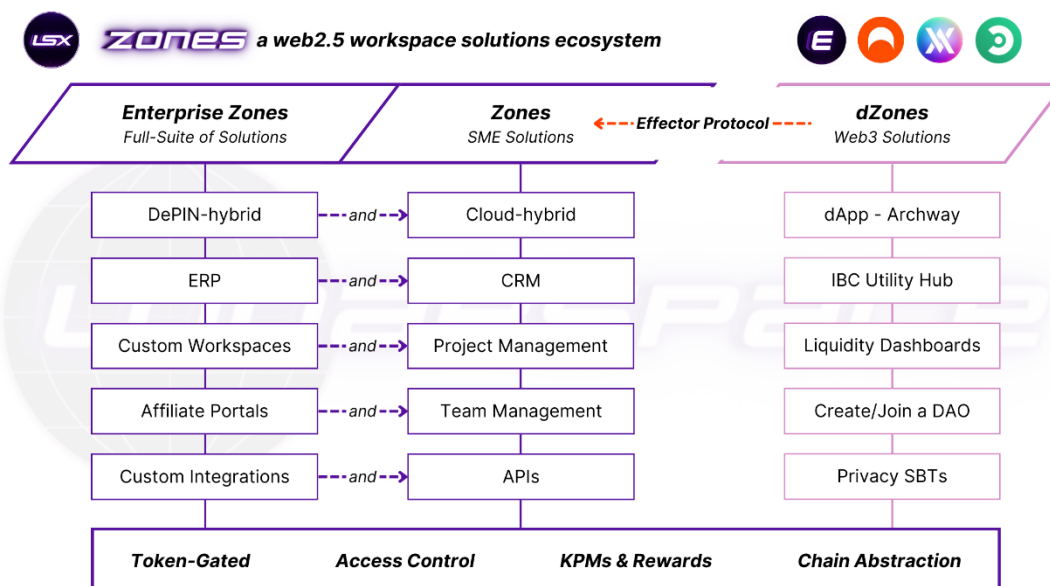 LSX ZONES a web2.5 workspace solutions ecosystem
Enterprise Zones
Full-Suite of Solutions
Zones
SME Solutions
Effector Protocol
dZones
Web3 Solutions
DePIN-hybrid and Cloud-hybrid
dApp - Archway
ERP and CRM
IBC Utility Hub
Custom Workspaces and Project Management
Liquidity Dashboards
Affiliate Portals and Team Management
Create/Join a DAO
Custom Integrations and APIs
Privacy SBTs
Token-Gated Access Control KPMs & Rewards Chain Abstraction